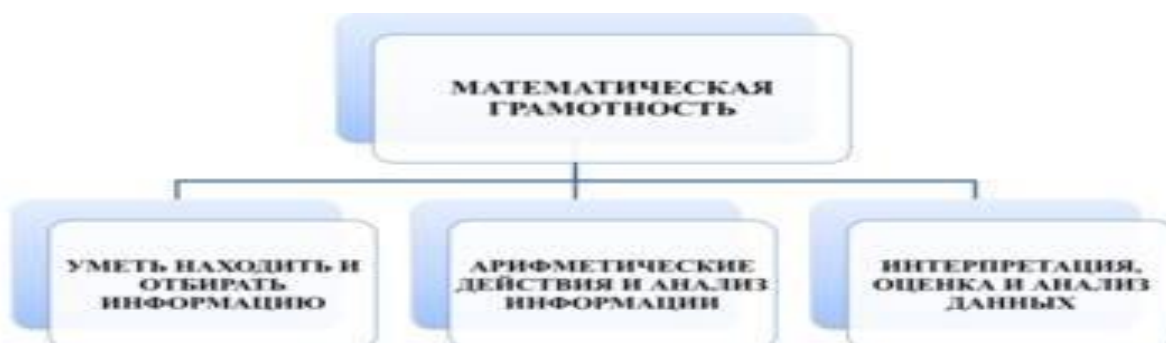 МАТЕМАТИЧЕСКАЯ
ГРАМОТНОСТЬ
УМЕТЬ НАХОДИТЬ И
ОТБИРАТЬ
ИНФОРМАЦИЮ
АРИФМЕТИЧЕСКИЕ
ДЕЙСТВИЯ И АНАЛИЗ
ИНФОРМАЦИИ
ИНТЕРПРЕТАЦИЯ,
ОЦЕНКА И АНАЛИЗ
ДАННЫХ